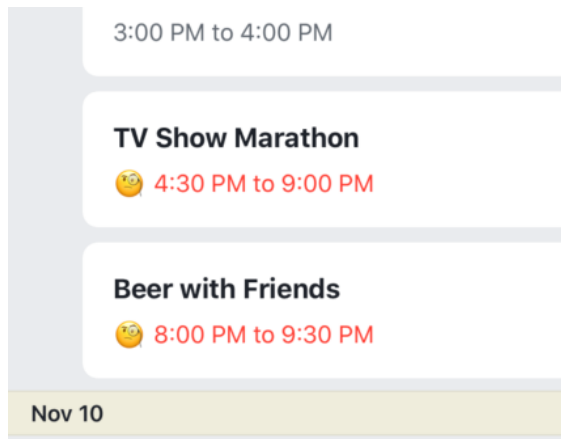 3:00 PM to 4:00 PM
TV Show Marathon
🧐 4:30 PM to 9:00 PM
Beer with Friends
🧐 8:00 PM to 9:30 PM
Nov 10